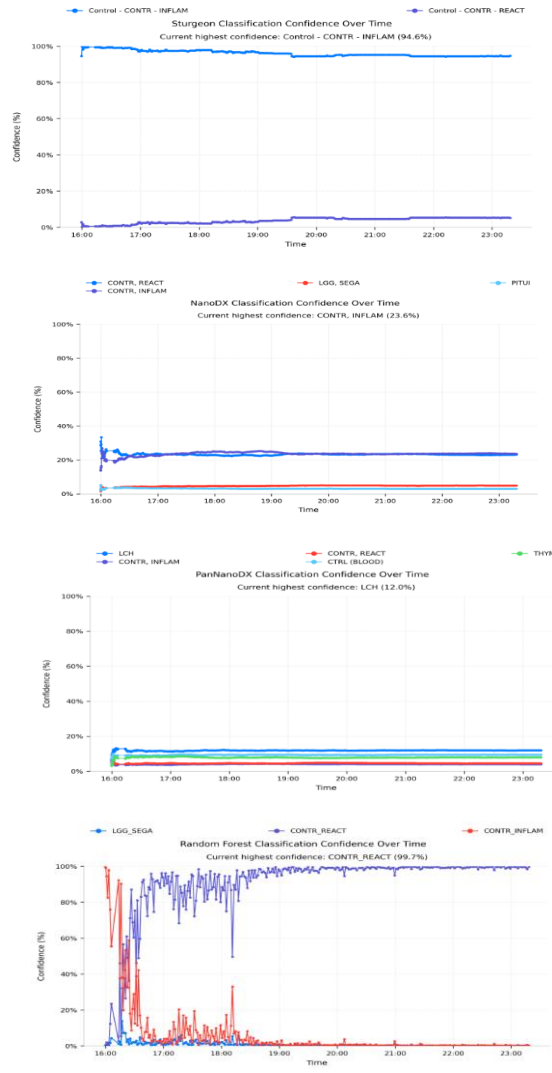 Control - CONTR - INFLAM Control - CONTR - REACT
Sturgeon Classification Confidence Over Time
Current highest confidence: Control - CONTR - INFLAM (94.6%)
100%
80%
60%
40%
20%
0%
Confidence (%)
16:00 17:00 18:00 19:00 20:00 21:00 22:00 23:00
Time
CONTR, REACT LGG, SEGA PITUI
CONTR, INFLAM
NanoDX Classification Confidence Over Time
Current highest confidence: CONTR, INFLAM (23.6%)
100%
80%
60%
40%
20%
0%
Confidence (%)
16:00 17:00 18:00 19:00 20:00 21:00 22:00 23:00
Time
LCH CONTR, REACT THYM
CONTR, INFLAM CTRL (BLOOD)
PanNanoDX Classification Confidence Over Time
Current highest confidence: LCH (12.0%)
100%
80%
60%
40%
20%
0%
Confidence (%)
16:00 17:00 18:00 19:00 20:00 21:00 22:00 23:00
Time
LGG_SEGA CONTR_REACT CONTR_INFLAM
Random Forest Classification Confidence Over Time
Current highest confidence: CONTR_REACT (99.7%)
100%
80%
60%
40%
20%
0%
Confidence (%)
16:00 17:00 18:00 19:00 20:00 21:00 22:00 23:00
Time